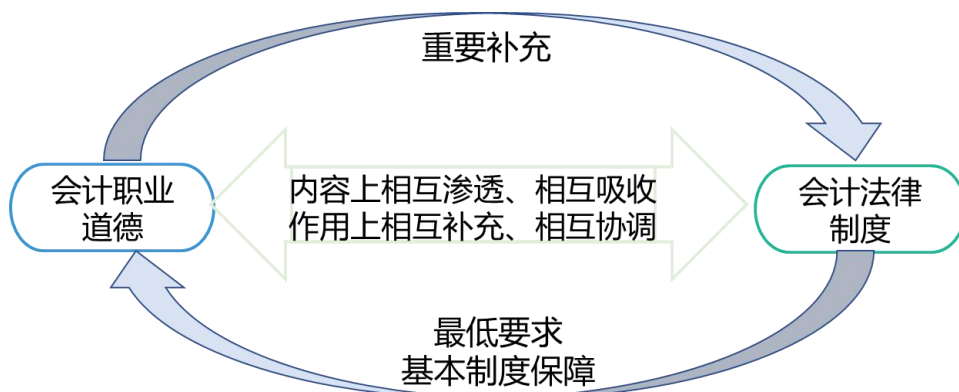 重要补充
会计职业
道德
内容上相互渗透、相互吸收
作用上相互补充、相互协调
会计法律
制度
最低要求
基本制度保障